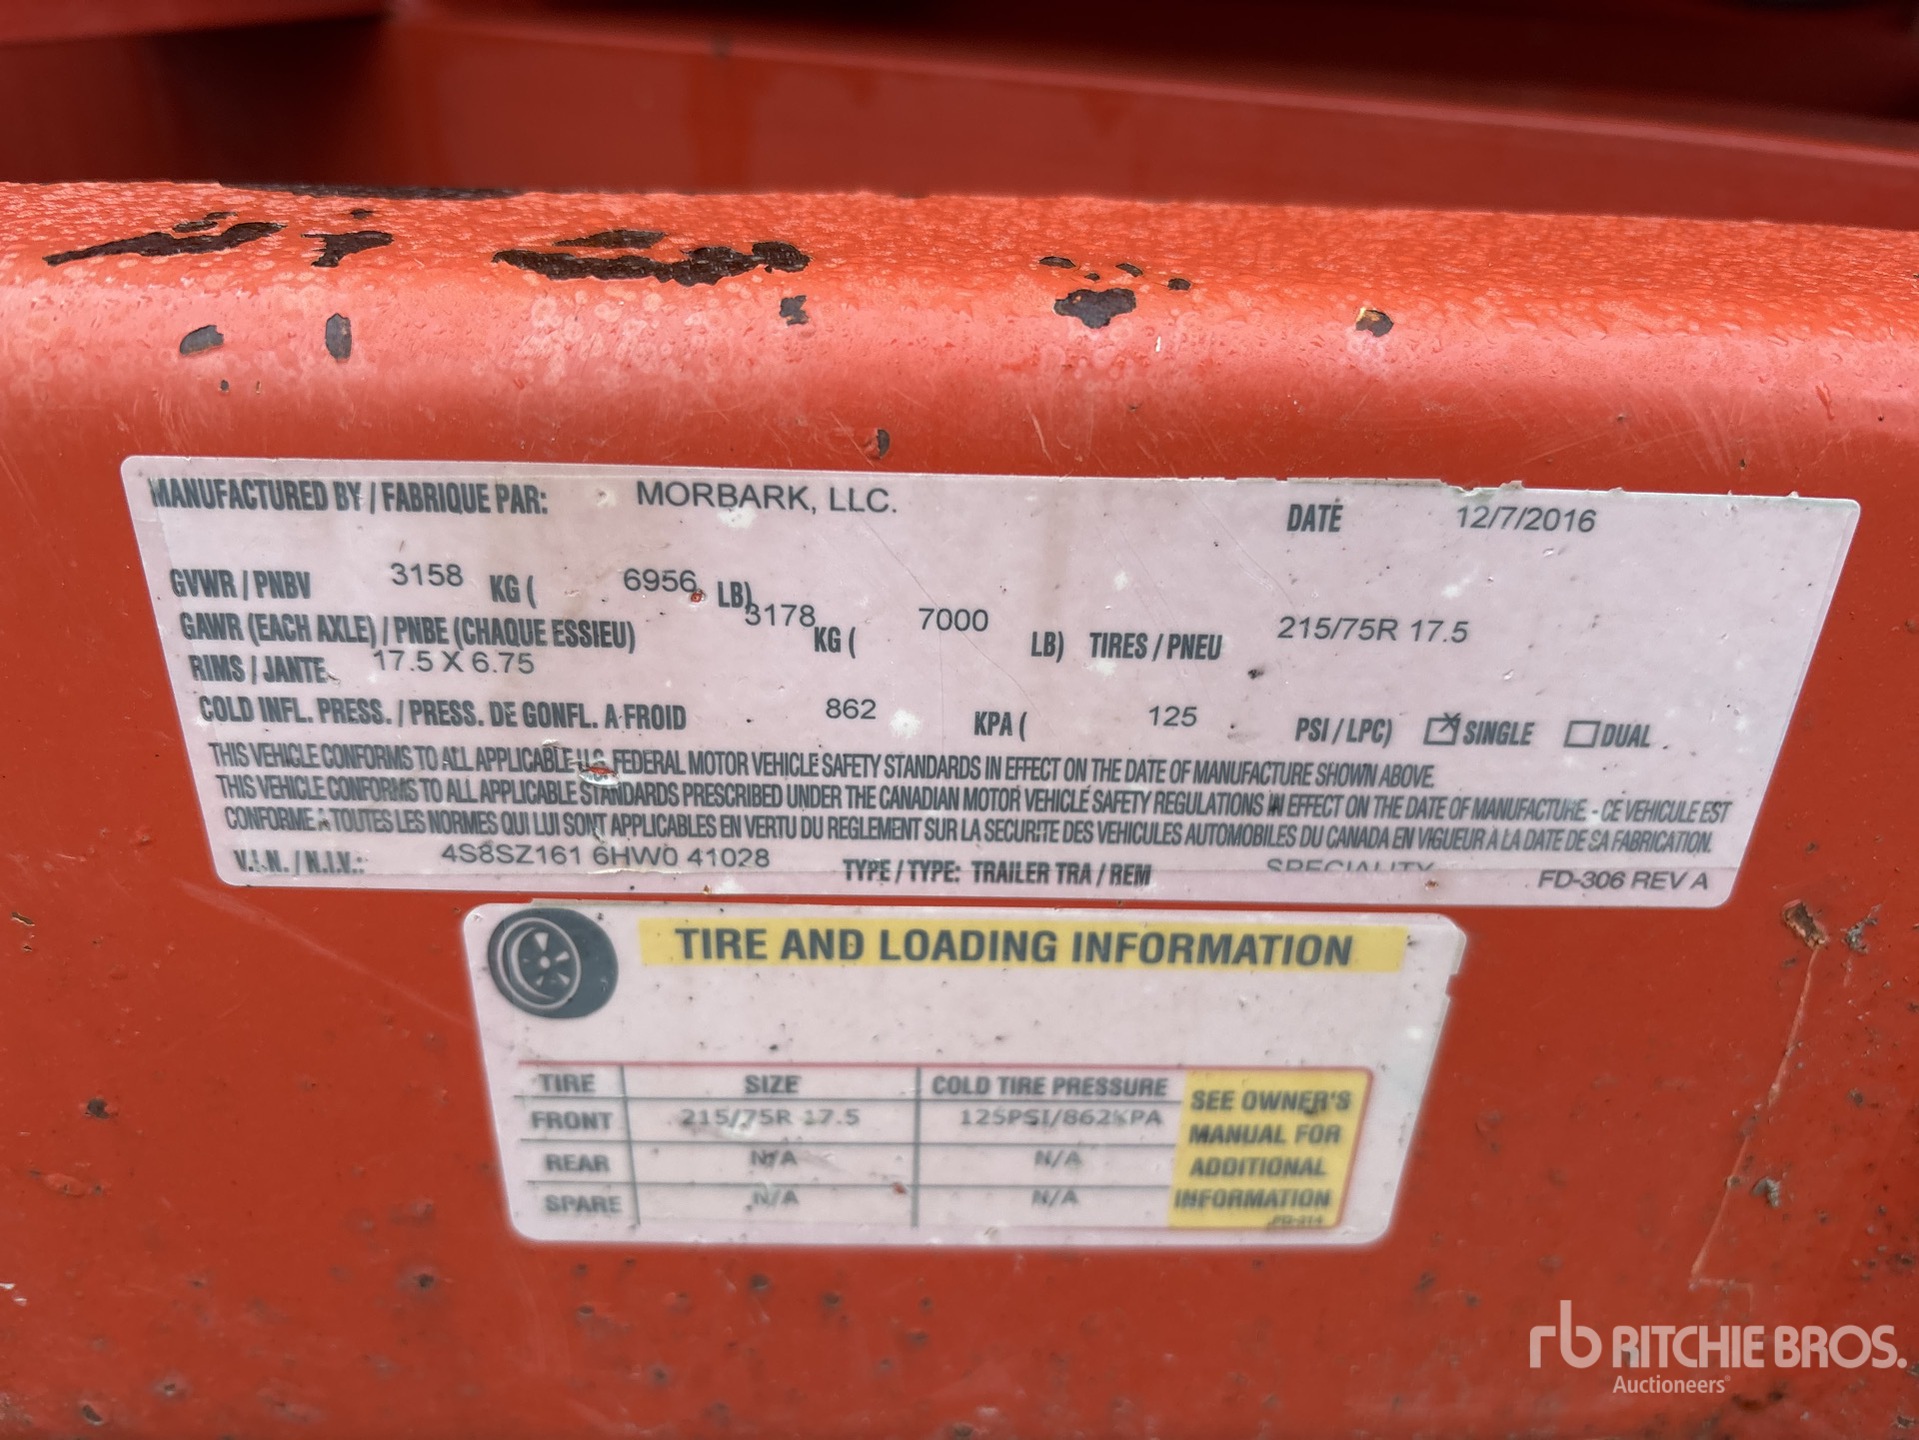 MANUFACTURED BY / FABRIQUE PAR: MORBARK, LLC. DATE 12/7/2016
GVWR / PNBV 3158 KG ( 6956 LB)
GAWR (EACH AXLE) / PNBE (CHAQUE ESSIEU) 3178 KG ( 7000 LB) TIRES / PNEU 215/75R 17.5
RIMS / JANTE 17.5 X 6.75
COLD INFL. PRESS. / PRESS. DE GONFL. A FROID 862 KPA ( 125 PSI / LPC) SINGLE DUAL
THIS VEHICLE CONFORMS TO ALL APPLICABLE U.S. FEDERAL MOTOR VEHICLE SAFETY STANDARDS IN EFFECT ON THE DATE OF MANUFACTURE SHOWN ABOVE.
THIS VEHICLE CONFORMS TO ALL APPLICABLE STANDARDS PRESCRIBED UNDER THE CANADIAN MOTOR VEHICLE SAFETY REGULATIONS IN EFFECT ON THE DATE OF MANUFACTURE - CE VEHICULE EST
CONFORME A TOUTES LES NORMES QUI LUI SONT APPLICABLES EN VERTU DU REGLEMENT SUR LA SECURITE DES VEHICULES AUTOMOBILES DU CANADA EN VIGUEUR A LA DATE DE SA FABRICATION.
V.I.N. / N.I.V.: 4S8SZ161 6HW0 41028 TYPE / TYPE: TRAILER TRA / REM SPECIALITY FD-306 REV A
TIRE AND LOADING INFORMATION
TIRE SIZE COLD TIRE PRESSURE
FRONT 215/75R 17.5 125PSI/862KPA
REAR N/A N/A
SPARE N/A N/A
SEE OWNER'S
MANUAL FOR
ADDITIONAL
INFORMATION
rb RITCHIE BROS.
Auctioneers